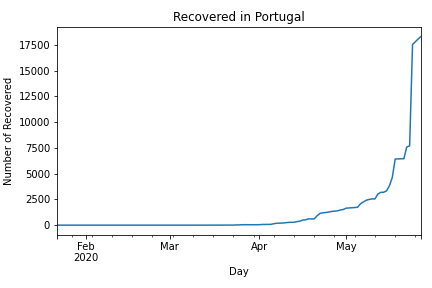 Recovered in Portugal
Number of Recovered
17500
15000
12500
10000
7500
5000
2500
0
Feb
2020
Mar
Apr
May
Day